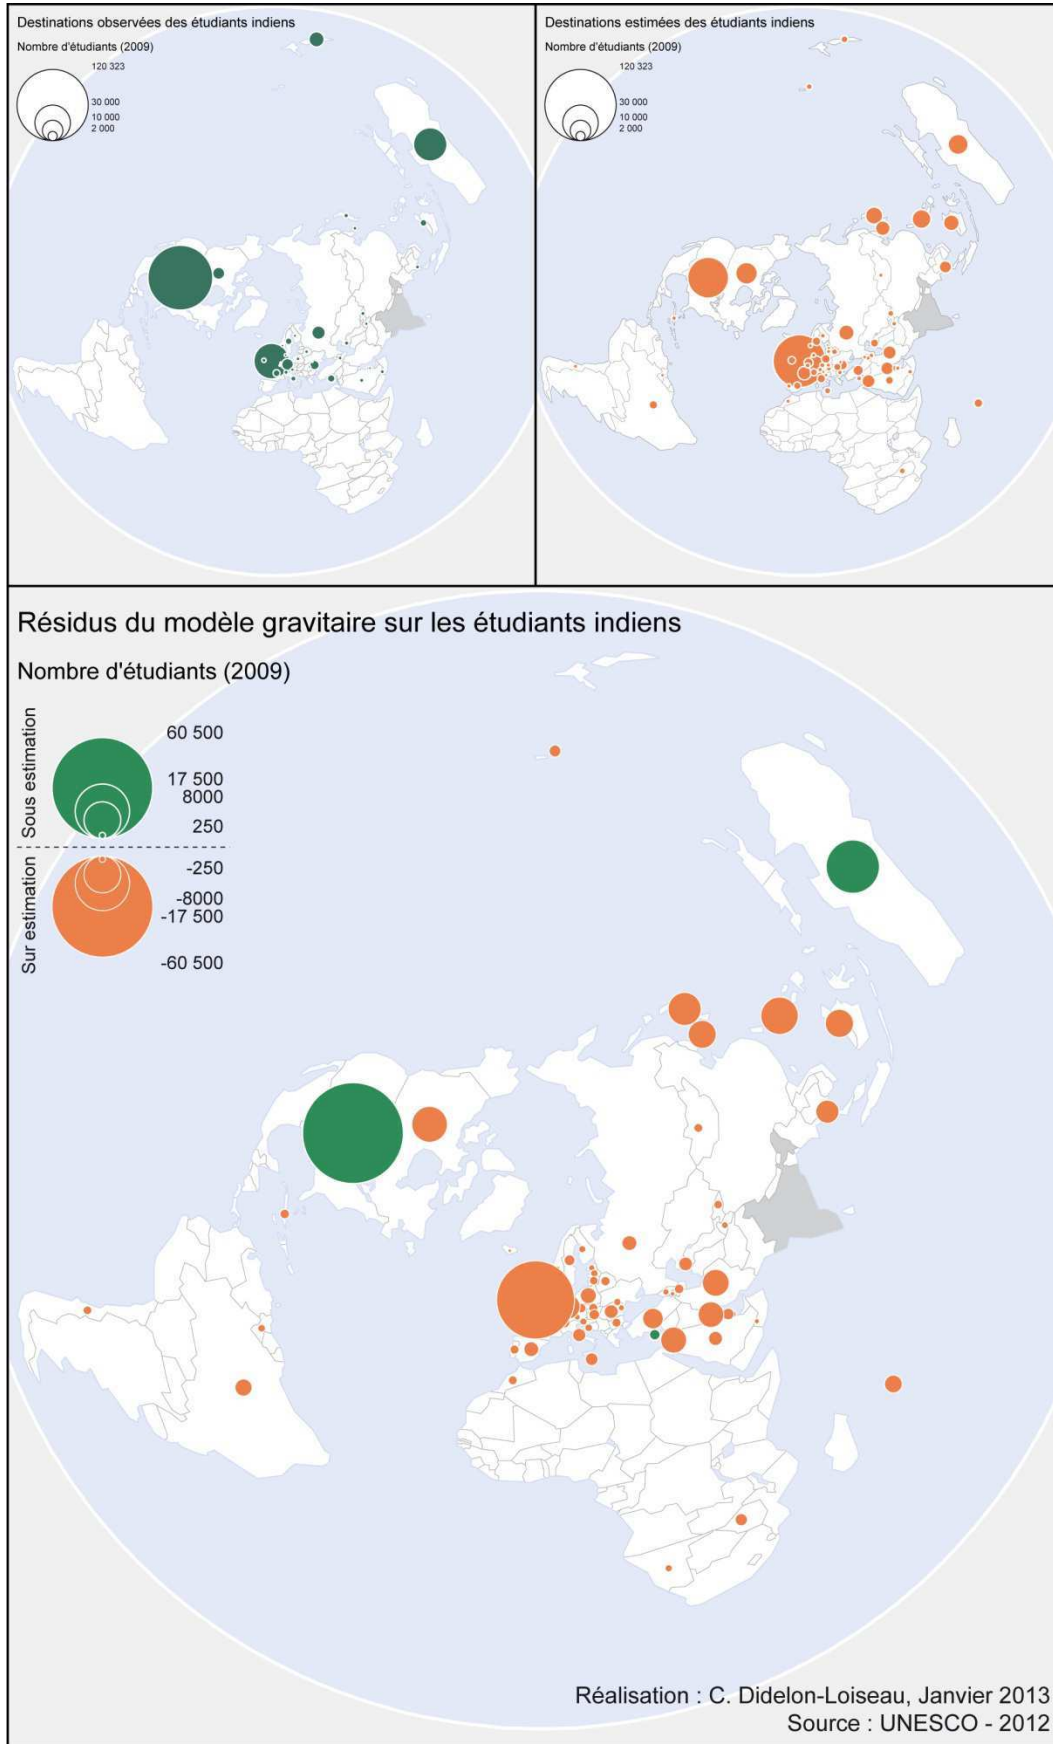 Destinations observées des étudiants indiens
Nombre d'étudiants (2009)
120 323
30 000
10 000
2 000
Destinations estimées des étudiants indiens
Nombre d'étudiants (2009)
120 323
30 000
10 000
2 000
Résidus du modèle gravitaire sur les étudiants indiens
Nombre d'étudiants (2009)
Sous estimation
60 500
17 500
8000
250
Sur estimation
-250
-8000
-17 500
-60 500
Réalisation : C. Didelon-Loiseau, Janvier 2013
Source : UNESCO - 2012